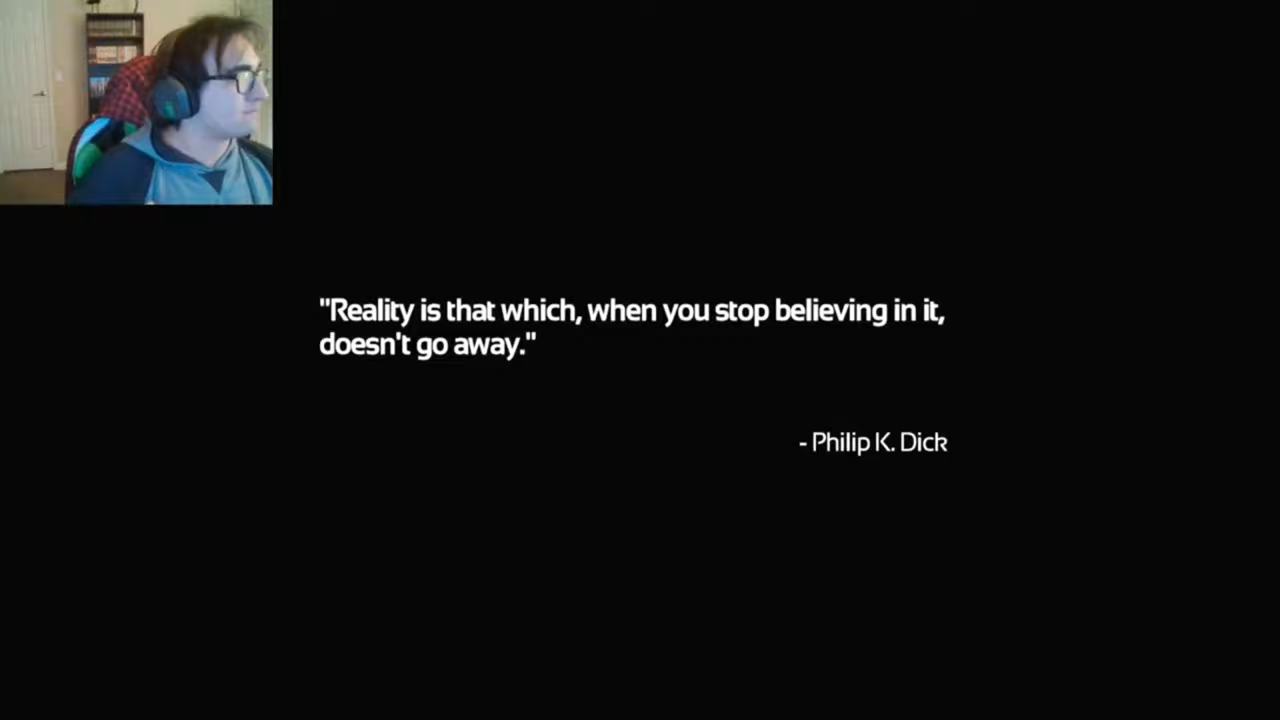 "Reality is that which, when you stop believing in it,
doesn't go away."
- Philip K. Dick